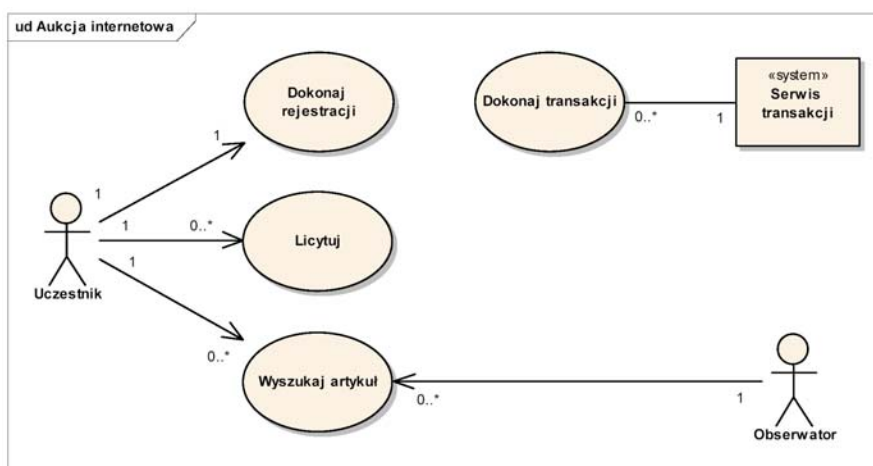 ud Aukcja internetowa
Dokonaj
rejestracji
Dokonaj transakcji
0..*
1
«system»
Serwis
transakcji
1
1
1
0..*
Licytuj
1
Uczestnik
0..*
Wyszukaj artykuł
0..*
1
Obserwator